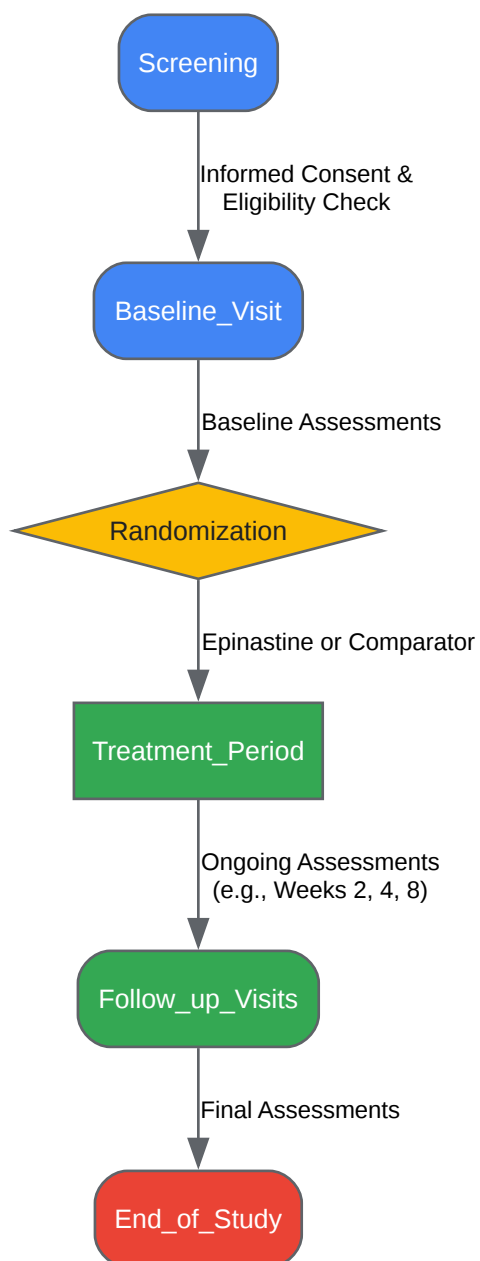 Screening
Informed Consent &
Eligibility Check
Baseline_Visit
Baseline Assessments
Randomization
Epinastine or Comparator
Treatment_Period
Ongoing Assessments
(e.g., Weeks 2, 4, 8)
Follow_up_Visits
Final Assessments
End_of_Study